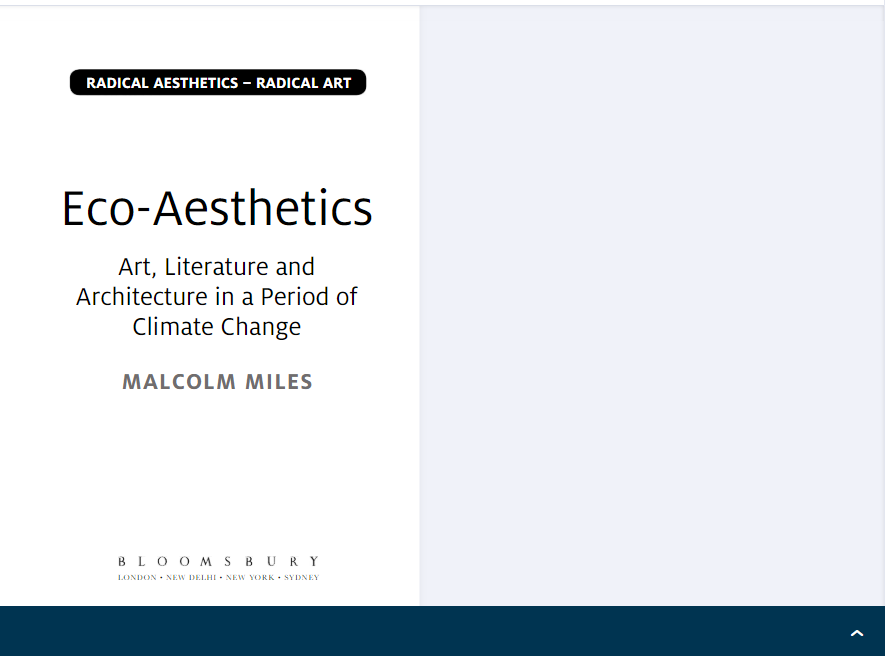 RADICAL AESTHETICS – RADICAL ART
Eco-Aesthetics
Art, Literature and
Architecture in a Period of
Climate Change
MALCOLM MILES
BLOOMSBURY
LONDON • NEW DELHI • NEW YORK • SYDNEY